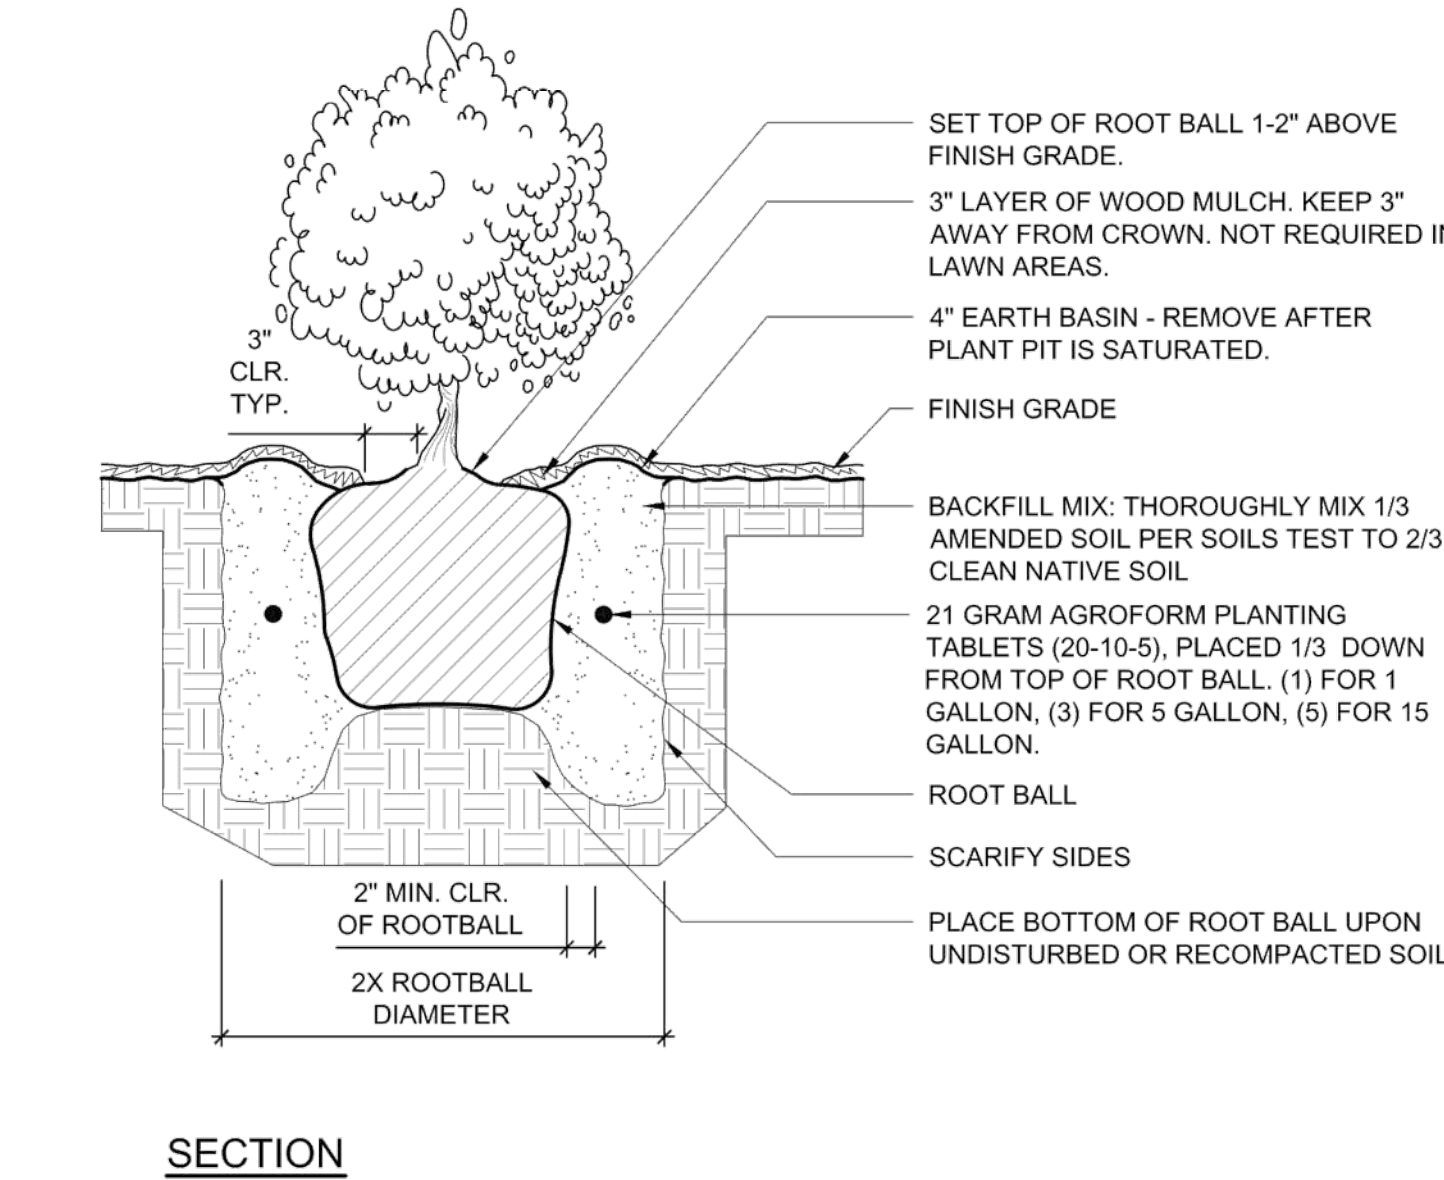 SET TOP OF ROOT BALL 1-2" ABOVE
FINISH GRADE.
3" LAYER OF WOOD MULCH. KEEP 3"
AWAY FROM CROWN. NOT REQUIRED IN
LAWN AREAS.
4" EARTH BASIN - REMOVE AFTER
PLANT PIT IS SATURATED.
FINISH GRADE
BACKFILL MIX: THOROUGHLY MIX 1/3
AMENDED SOIL PER SOILS TEST TO 2/3
CLEAN NATIVE SOIL
21 GRAM AGROFORM PLANTING
TABLETS (20-10-5), PLACED 1/3 DOWN
FROM TOP OF ROOT BALL. (1) FOR 1
GALLON, (3) FOR 5 GALLON, (5) FOR 15
GALLON.
ROOT BALL
SCARIFY SIDES
PLACE BOTTOM OF ROOT BALL UPON
UNDISTURBED OR RECOMPACTED SOIL
3"
CLR.
TYP.
2" MIN. CLR.
OF ROOTBALL
2X ROOTBALL
DIAMETER
SECTION